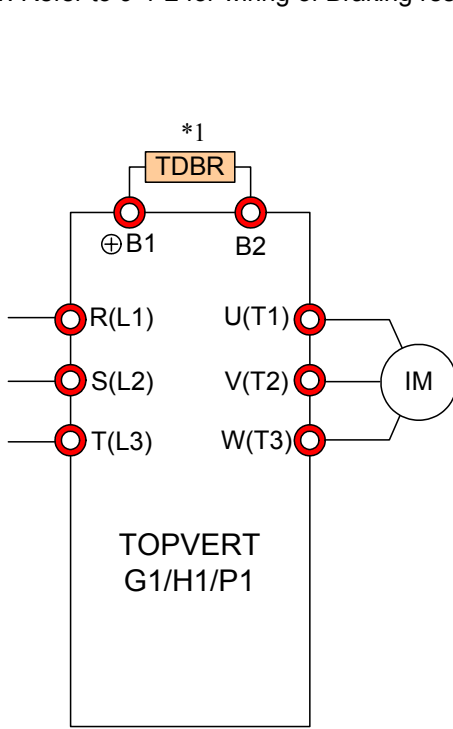 *1
TDBR
⊕B1
B2
R(L1)
U(T1)
S(L2)
V(T2)
IM
T(L3)
W(T3)
TOPVERT
G1/H1/P1